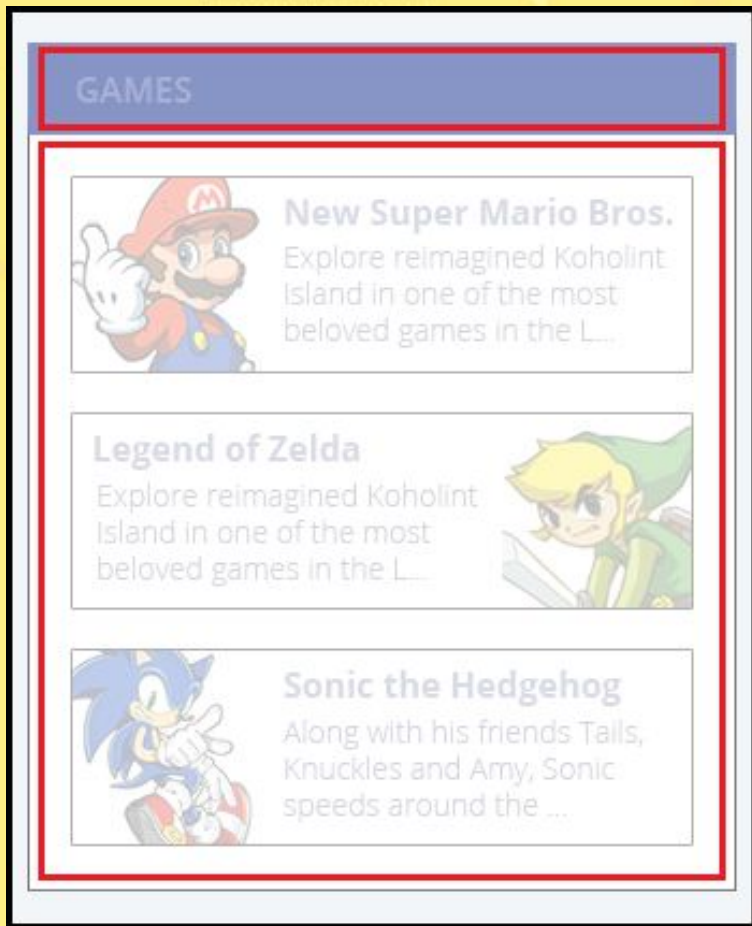 GAMES
New Super Mario Bros.
Explore reimagined Koholint
Island in one of the most
beloved games in the L...
Legend of Zelda
Explore reimagined Koholint
Island in one of the most
beloved games in the L...
Sonic the Hedgehog
Along with his friends Tails,
Knuckles and Amy, Sonic
speeds around the ...